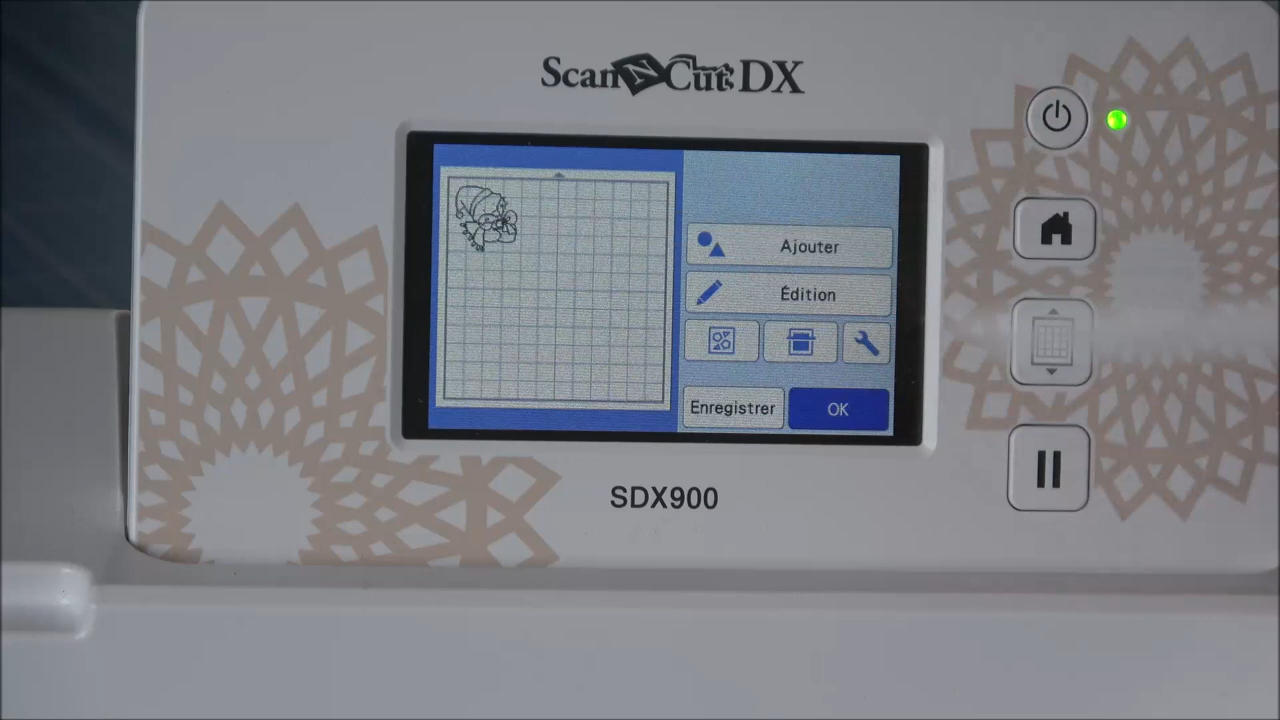 ScanNCut DX
Ajouter
Édition
Enregistrer
OK
SDX900